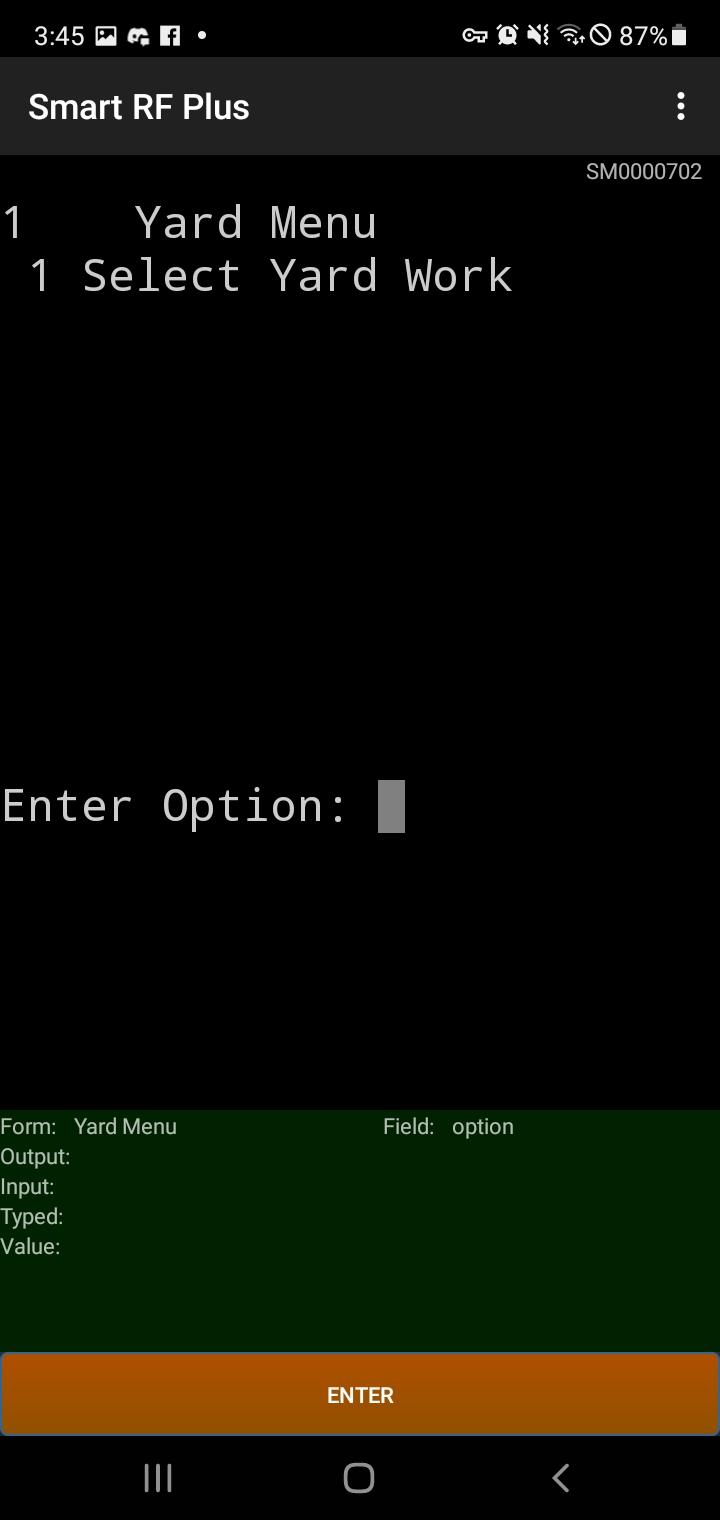 3:45 87%
Smart RF Plus
SM0000702
1    Yard Menu
1 Select Yard Work
Enter Option:
Form: Yard Menu Field: option
Output:
Input:
Typed:
Value:
ENTER